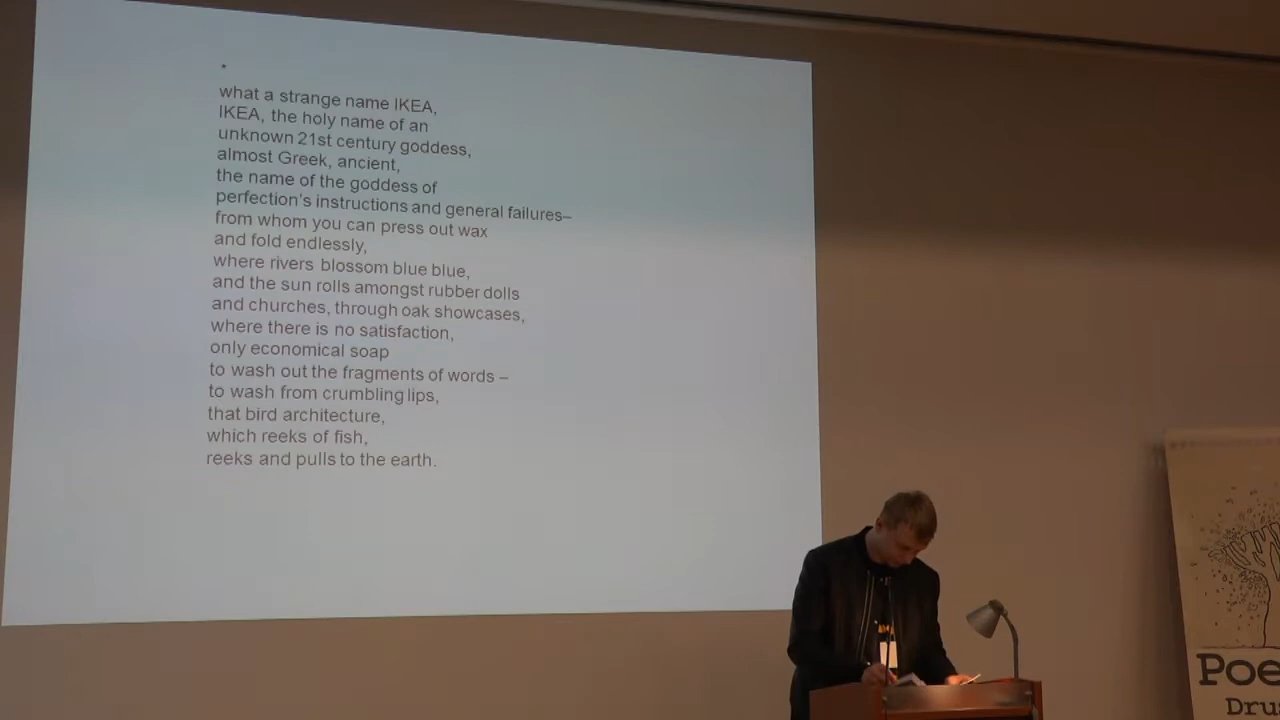 *
what a strange name IKEA,
IKEA, the holy name of an
unknown 21st century goddess,
almost Greek, ancient,
the name of the goddess of
perfection's instructions and general failures–
from whom you can press out wax
and fold endlessly,
where rivers blossom blue blue,
and the sun rolls amongst rubber dolls
and churches, through oak showcases,
where there is no satisfaction,
only economical soap
to wash out the fragments of words –
to wash from crumbling lips,
that bird architecture,
which reeks of fish,
reeks and pulls to the earth.
Poe
Dru